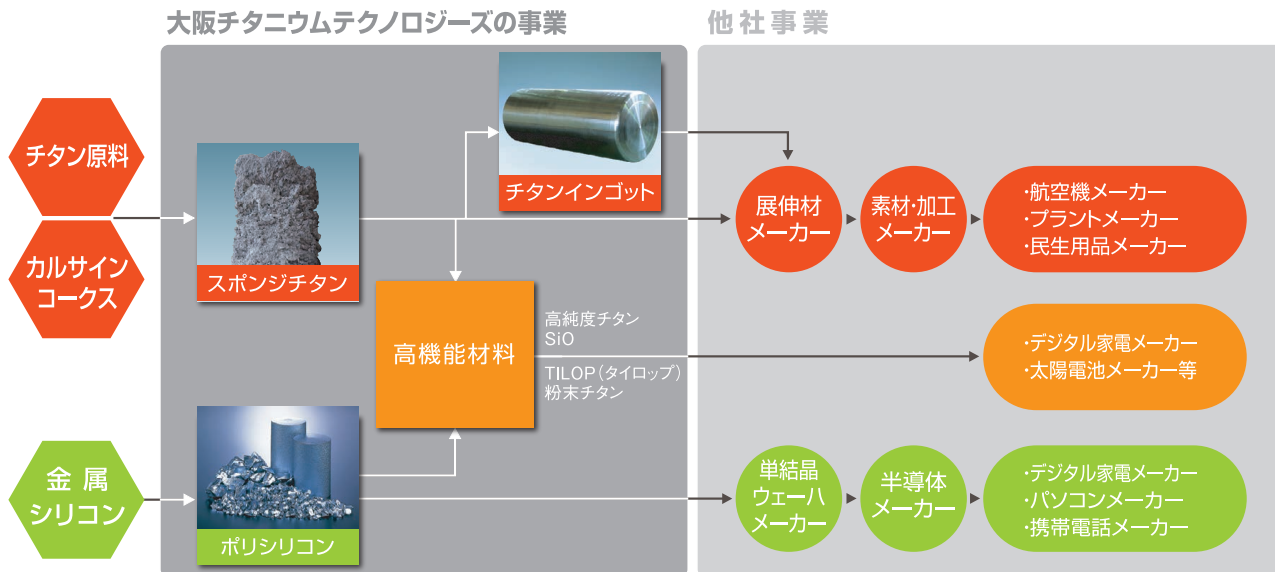 大阪チタニウムテクノロジーズの事業
他社事業
チタン原料
カルサイン
コークス
スポンジチタン
チタンインゴット
展伸材
メーカー
素材・加工
メーカー
・航空機メーカー
・プラントメーカー
・民生用品メーカー
高機能材料
高純度チタン
SiO
TILOP(タイロップ)
粉末チタン
・デジタル家電メーカー
・太陽電池メーカー等
金属
シリコン
ポリシリコン
単結晶
ウェーハ
メーカー
半導体
メーカー
・デジタル家電メーカー
・パソコンメーカー
・携帯電話メーカー